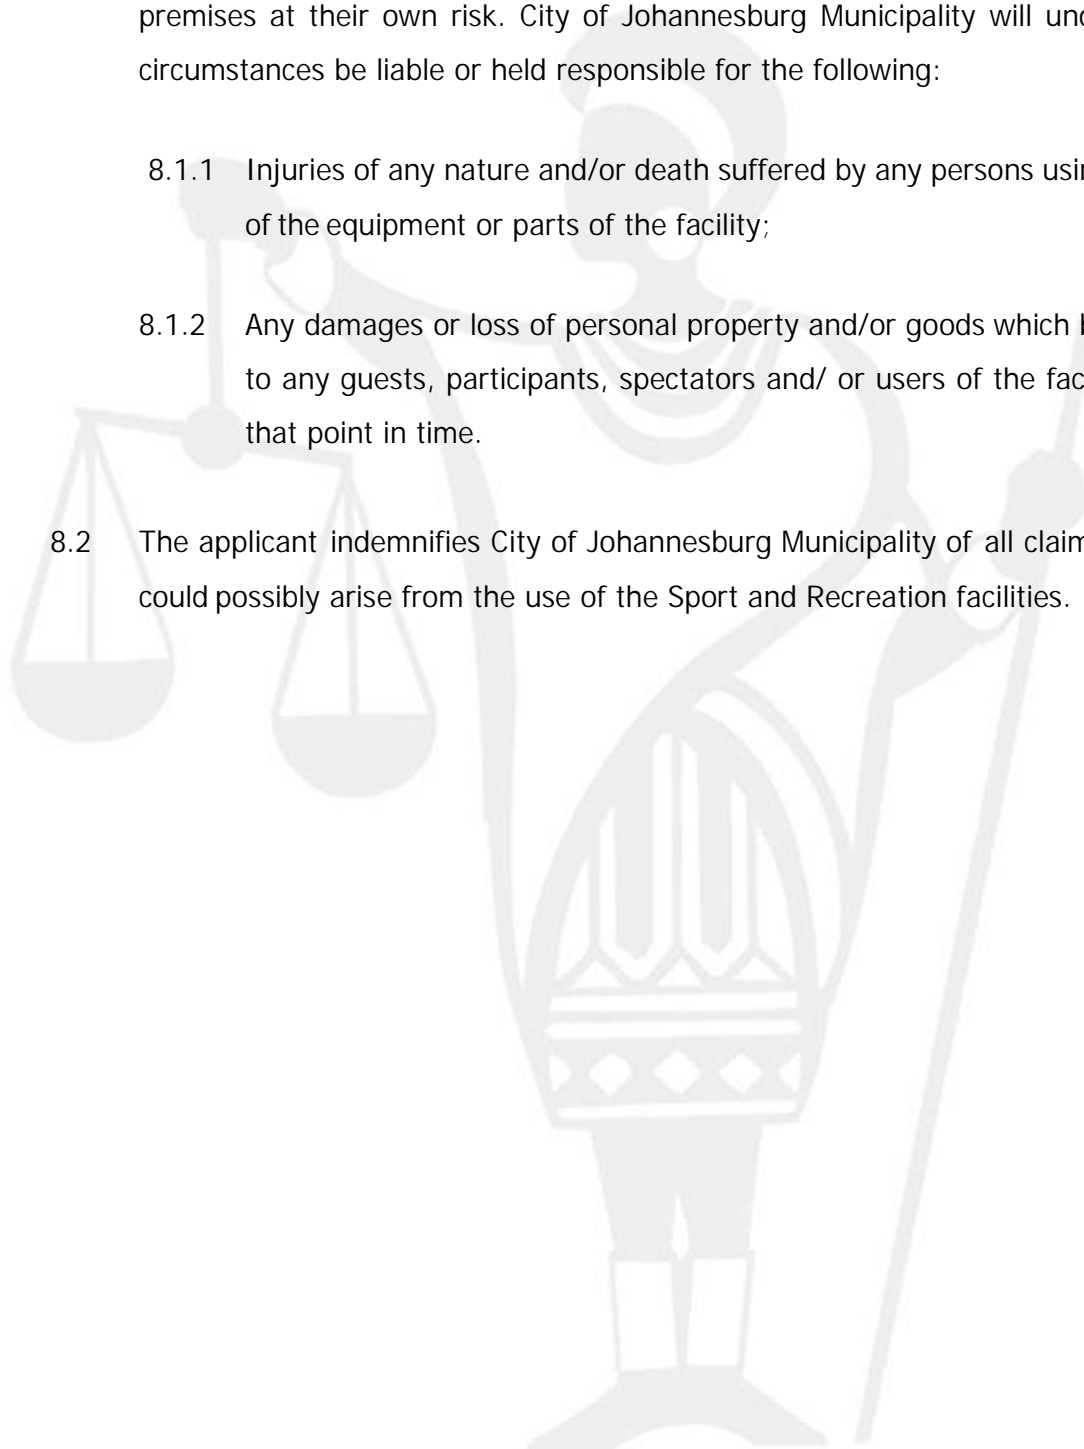 premises at their own risk. City of Johannesburg Municipality will
circumstances be liable or held responsible for the following:
8.1.1 Injuries of any nature and/or death suffered by any persons
of the equipment or parts of the facility;
8.1.2 Any damages or loss of personal property and/or goods which
to any guests, participants, spectators and/ or users of the
that point in time.
8.2 The applicant indemnifies City of Johannesburg Municipality of all
could possibly arise from the use of the Sport and Recreation facilities.